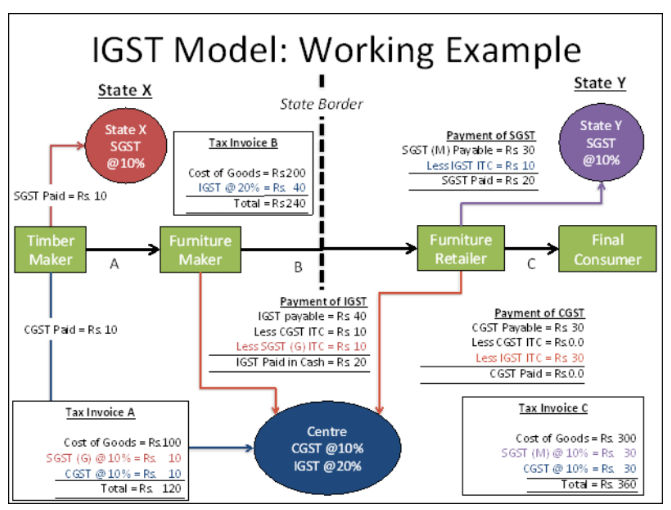 IGST Model: Working Example
State X
State Border
State Y
State X
SGST
@10%
Tax Invoice B
Cost of Goods = Rs.200
IGST @ 20% = Rs. 40
Total = Rs.240
Payment of SGST
SGST (M) Payable = Rs 30
Less IGST ITC = Rs 10
SGST Paid = Rs 20
State Y
SGST
@10%
SGST Paid = Rs. 10
Timber
Maker
A
Furniture
Maker
B
Furniture
Retailer
C
Final
Consumer
CGST Paid = Rs. 10
Payment of IGST
IGST payable = Rs 40
Less CGST ITC = Rs 10
Less SGST (G) ITC = Rs 10
IGST Paid in Cash = Rs 20
Payment of CGST
CGST Payable = Rs 30
Less CGST ITC = Rs.0.0
Less IGST ITC = Rs 30
CGST Paid = Rs.0.0
Tax Invoice A
Cost of Goods = Rs.100
SGST (G) @10% = Rs. 10
CGST @ 10% = Rs. 10
Total = Rs. 120
Centre
CGST @10%
IGST @20%
Tax Invoice C
Cost of Goods = Rs. 300
SGST (M) @ 10% = Rs. 30
CGST @ 10% = Rs. 30
Total = Rs. 360